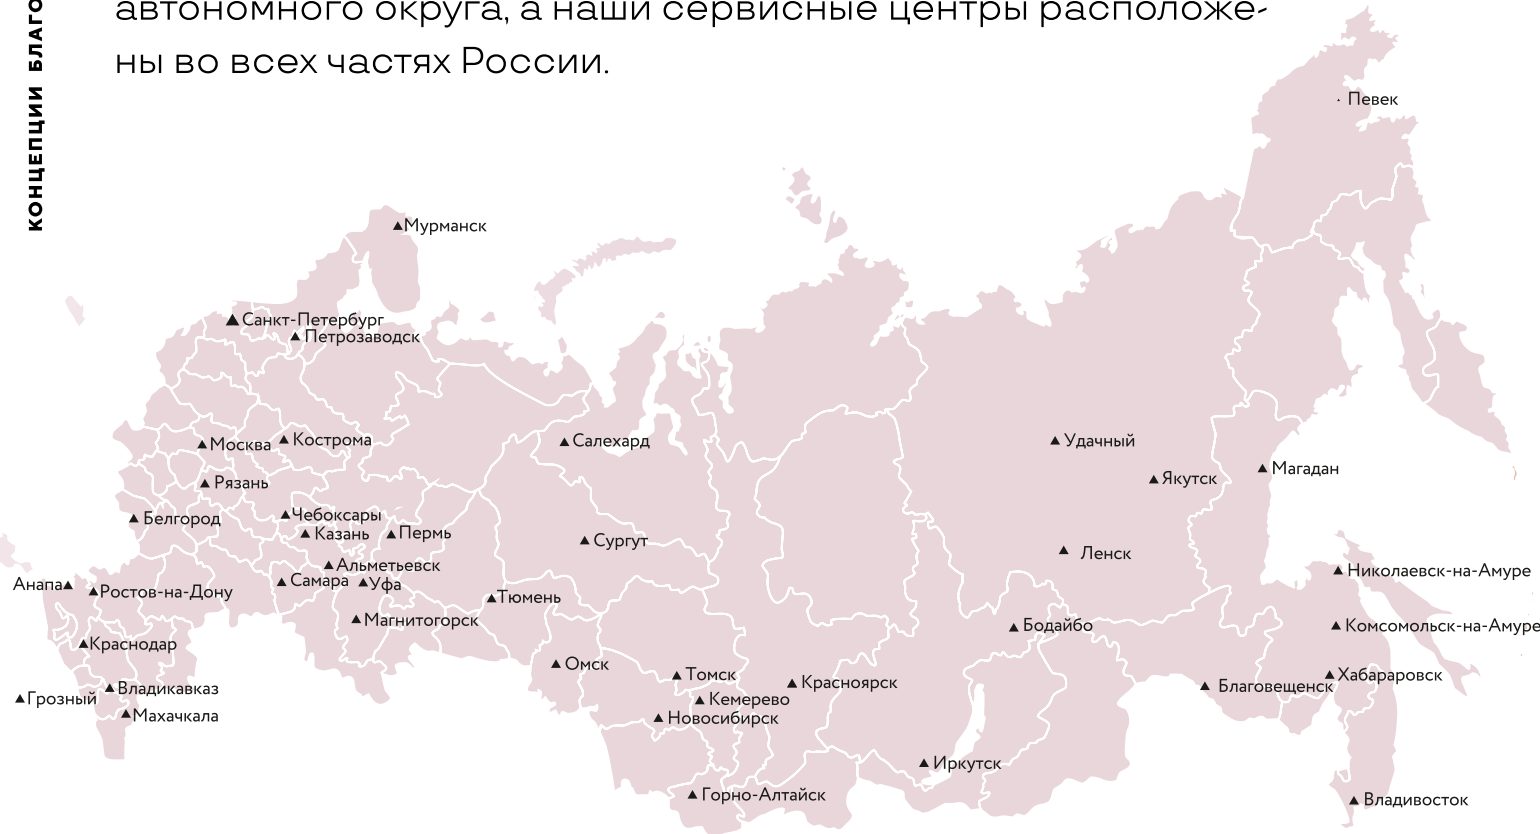 автономного округа, а наши сервисные центры расположе-
ны во всех частях России.
КОНЦЕПЦИИ БЛАГО
Певек
Мурманск
Санкт-Петербург
Петрозаводск
Москва
Кострома
Салехард
Удачный
Якутск
Магадан
Рязань
Белгород
Чебоксары
Казань
Пермь
Сургут
Ленск
Альметьевск
Николаевск-на-Амуре
Анапа
Ростов-на-Дону
Самара
Уфа
Тюмень
Магнитогорск
Бодайбо
Комсомольск-на-Амуре
Краснодар
Омск
Томск
Красноярск
Хабараровск
Благовещенск
Грозный
Владикавказ
Кемерово
Махачкала
Новосибирск
Иркутск
Горно-Алтайск
Владивосток